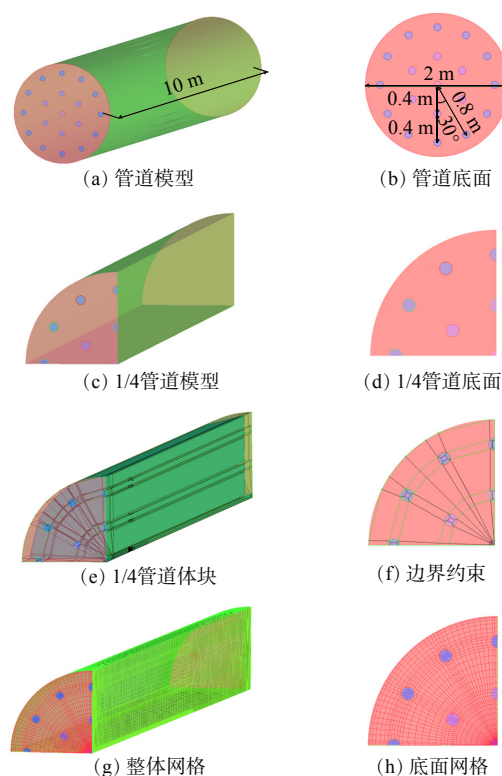 10 m
2 m
0.4 m
0.8 m
30°
0.4 m
(a) 管道模型
(b) 管道底面
(c) 1/4管道模型
(d) 1/4管道底面
(e) 1/4管道体块
(f) 边界约束
(g) 整体网格
(h) 底面网格